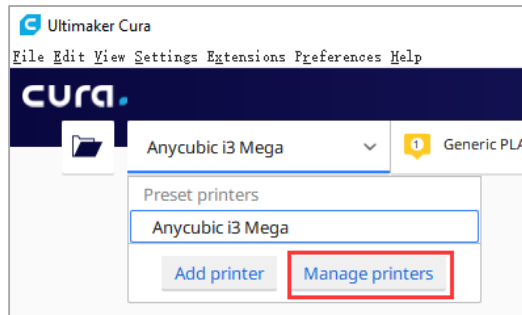 Ultimaker Cura
File Edit View Settings Extensions Preferences Help
cura.
Anycubic i3 Mega 1 Generic PLA
Preset printers
Anycubic i3 Mega
Add printer Manage printers